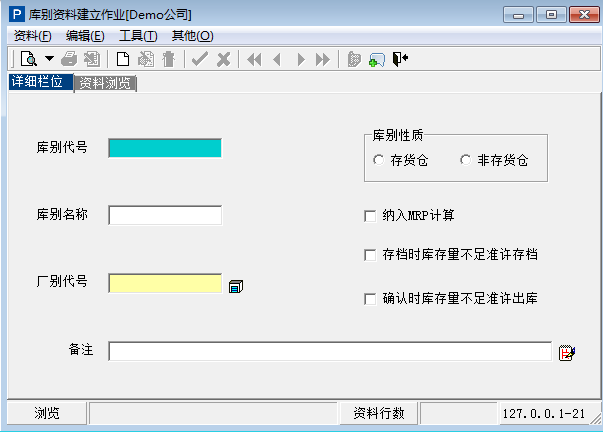 P 库别资料建立作业[Demo公司]
资料(F) 编辑(E) 工具(T) 其他(O)
详细栏位 资料浏览
库别代号
库别性质
存货仓 非存货仓
库别名称
纳入MRP计算
存档时库存量不足准许存档
厂别代号
确认时库存量不足准许出库
备注
浏览 资料行数 127.0.0.1-21